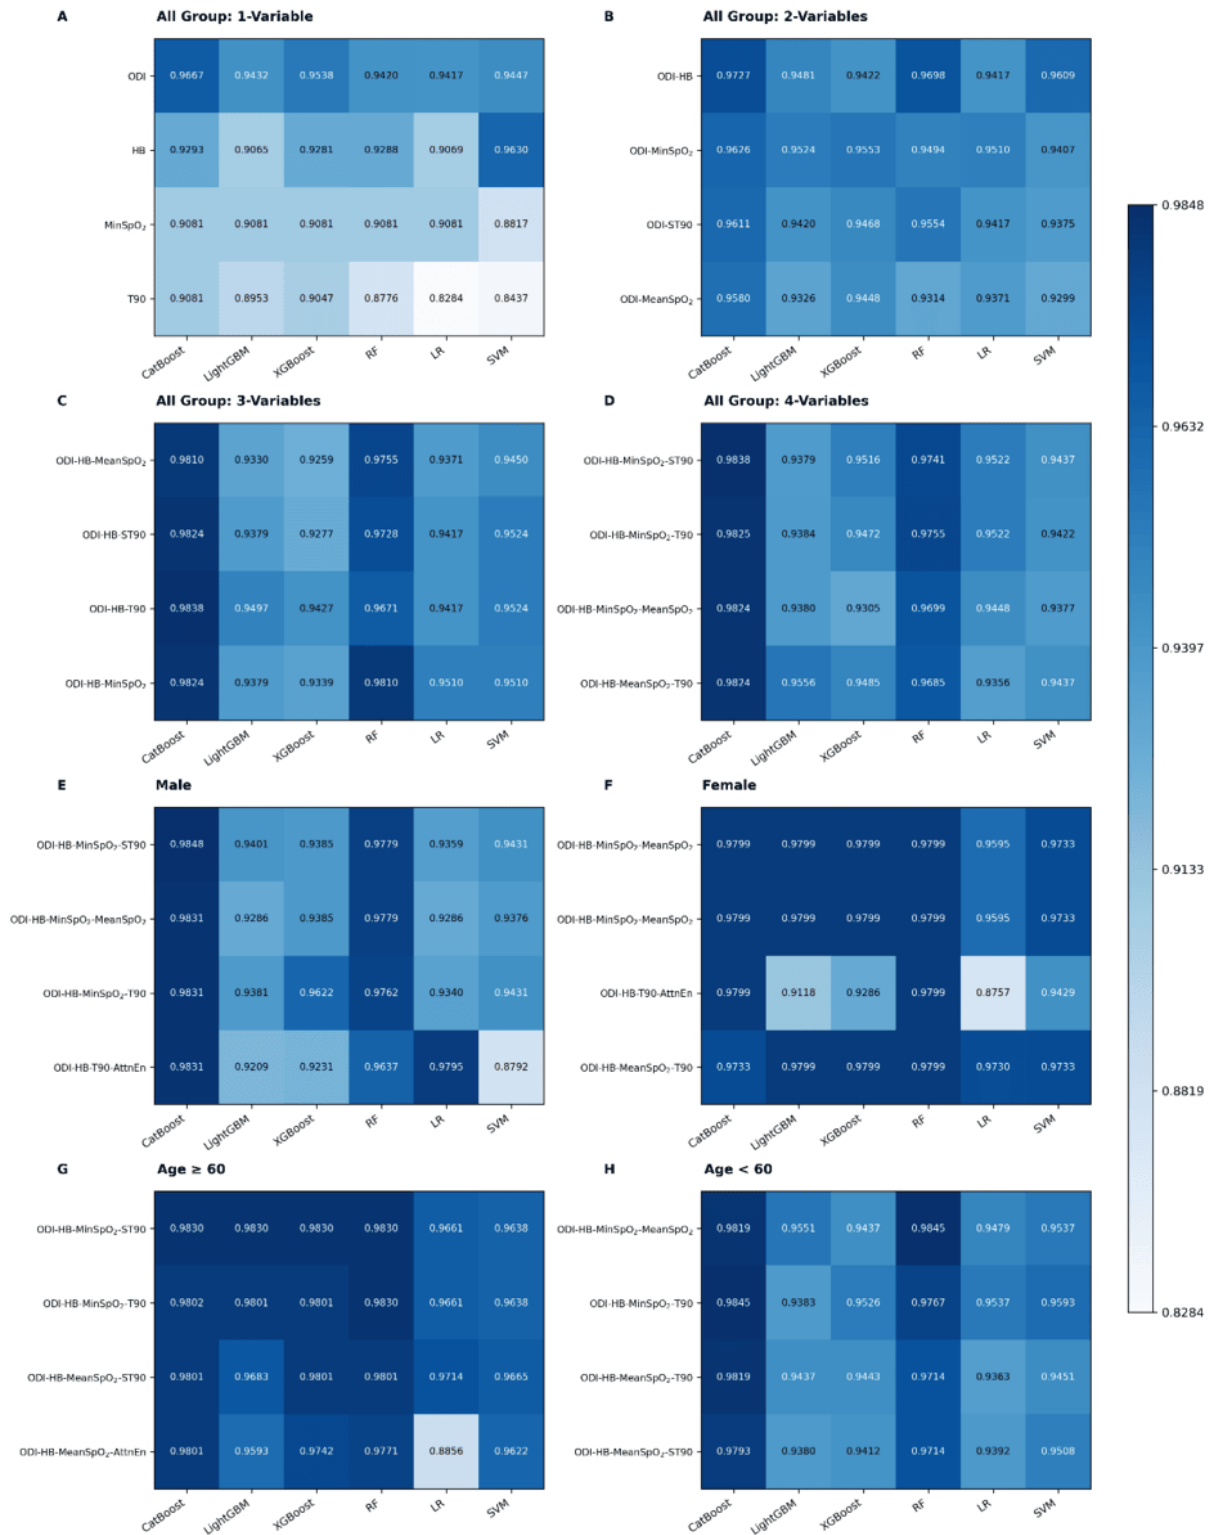 A All Group: 1-Variable
ODI 0.9667 0.9432 0.9538 0.9420 0.9417 0.9447
HB 0.9293 0.9065 0.9281 0.9288 0.9069 0.9630
MinSpO₂ 0.9081 0.9081 0.9081 0.9081 0.9081 0.8817
T90 0.9081 0.8953 0.9047 0.8776 0.8284 0.8437
CatBoost LightGBM XGBoost RF LR SVM
B All Group: 2-Variables
ODI-HB 0.9727 0.9481 0.9422 0.9698 0.9417 0.9609
ODI-MinSpO₂ 0.9626 0.9524 0.9553 0.9494 0.9510 0.9407
ODI-ST90 0.9611 0.9420 0.9468 0.9554 0.9417 0.9375
ODI-MeanSpO₂ 0.9580 0.9326 0.9448 0.9314 0.9371 0.9299
CatBoost LightGBM XGBoost RF LR SVM
C All Group: 3-Variables
ODI-HB-MeanSpO₂ 0.9810 0.9330 0.9259 0.9755 0.9371 0.9450
ODI-HB-ST90 0.9824 0.9379 0.9277 0.9728 0.9417 0.9524
ODI-HB-T90 0.9838 0.9497 0.9427 0.9671 0.9417 0.9524
ODI-HB-MinSpO₂ 0.9824 0.9379 0.9339 0.9810 0.9510 0.9510
CatBoost LightGBM XGBoost RF LR SVM
D All Group: 4-Variables
ODI-HB-MinSpO₂-ST90 0.9838 0.9379 0.9516 0.9741 0.9522 0.9437
ODI-HB-MinSpO₂-T90 0.9825 0.9384 0.9472 0.9755 0.9522 0.9422
ODI-HB-MinSpO₂-MeanSpO₂ 0.9824 0.9380 0.9305 0.9699 0.9448 0.9377
ODI-HB-MeanSpO₂-T90 0.9824 0.9556 0.9485 0.9685 0.9356 0.9437
CatBoost LightGBM XGBoost RF LR SVM
E Male
ODI-HB-MinSpO₂-ST90 0.9848 0.9401 0.9385 0.9779 0.9359 0.9431
ODI-HB-MinSpO₂-MeanSpO₂ 0.9831 0.9286 0.9385 0.9779 0.9286 0.9376
ODI-HB-MinSpO₂-T90 0.9831 0.9381 0.9622 0.9762 0.9340 0.9431
ODI-HB-T90-AttnEn 0.9831 0.9209 0.9231 0.9637 0.9795 0.8792
CatBoost LightGBM XGBoost RF LR SVM
F Female
ODI-HB-MinSpO₂-MeanSpO₂ 0.9799 0.9799 0.9799 0.9799 0.9595 0.9733
ODI-HB-MinSpO₂-MeanSpO₂ 0.9799 0.9799 0.9799 0.9799 0.9595 0.9733
ODI-HB-T90-AttnEn 0.9799 0.9118 0.9286 0.9799 0.8757 0.9429
ODI-HB-MeanSpO₂-T90 0.9733 0.9799 0.9799 0.9799 0.9730 0.9733
CatBoost LightGBM XGBoost RF LR SVM
G Age ≥ 60
ODI-HB-MinSpO₂-ST90 0.9830 0.9830 0.9830 0.9830 0.9661 0.9638
ODI-HB-MinSpO₂-T90 0.9802 0.9801 0.9801 0.9830 0.9661 0.9638
ODI-HB-MeanSpO₂-ST90 0.9801 0.9683 0.9801 0.9801 0.9714 0.9665
ODI-HB-MeanSpO₂-AttnEn 0.9801 0.9593 0.9742 0.9771 0.8856 0.9622
CatBoost LightGBM XGBoost RF LR SVM
H Age < 60
ODI-HB-MinSpO₂-MeanSpO₂ 0.9819 0.9551 0.9437 0.9845 0.9479 0.9537
ODI-HB-MinSpO₂-T90 0.9845 0.9383 0.9526 0.9767 0.9537 0.9593
ODI-HB-MeanSpO₂-T90 0.9819 0.9437 0.9443 0.9714 0.9363 0.9451
ODI-HB-MeanSpO₂-ST90 0.9793 0.9380 0.9412 0.9714 0.9392 0.9508
CatBoost LightGBM XGBoost RF LR SVM
0.9848
0.9632
0.9397
0.9133
0.8819
0.8284